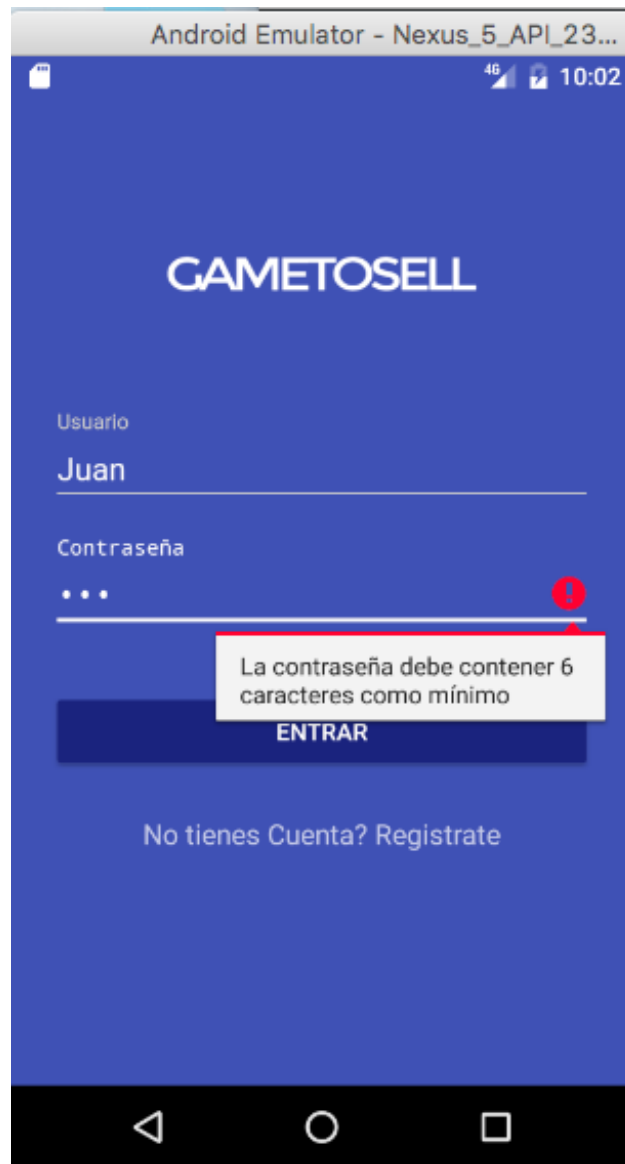 Android Emulator - Nexus_5_API_23...
4G 10:02
GAMETOSELL
Usuario
Juan
Contraseña
•••
La contraseña debe contener 6
caracteres como mínimo
ENTRAR
No tienes Cuenta? Registrate